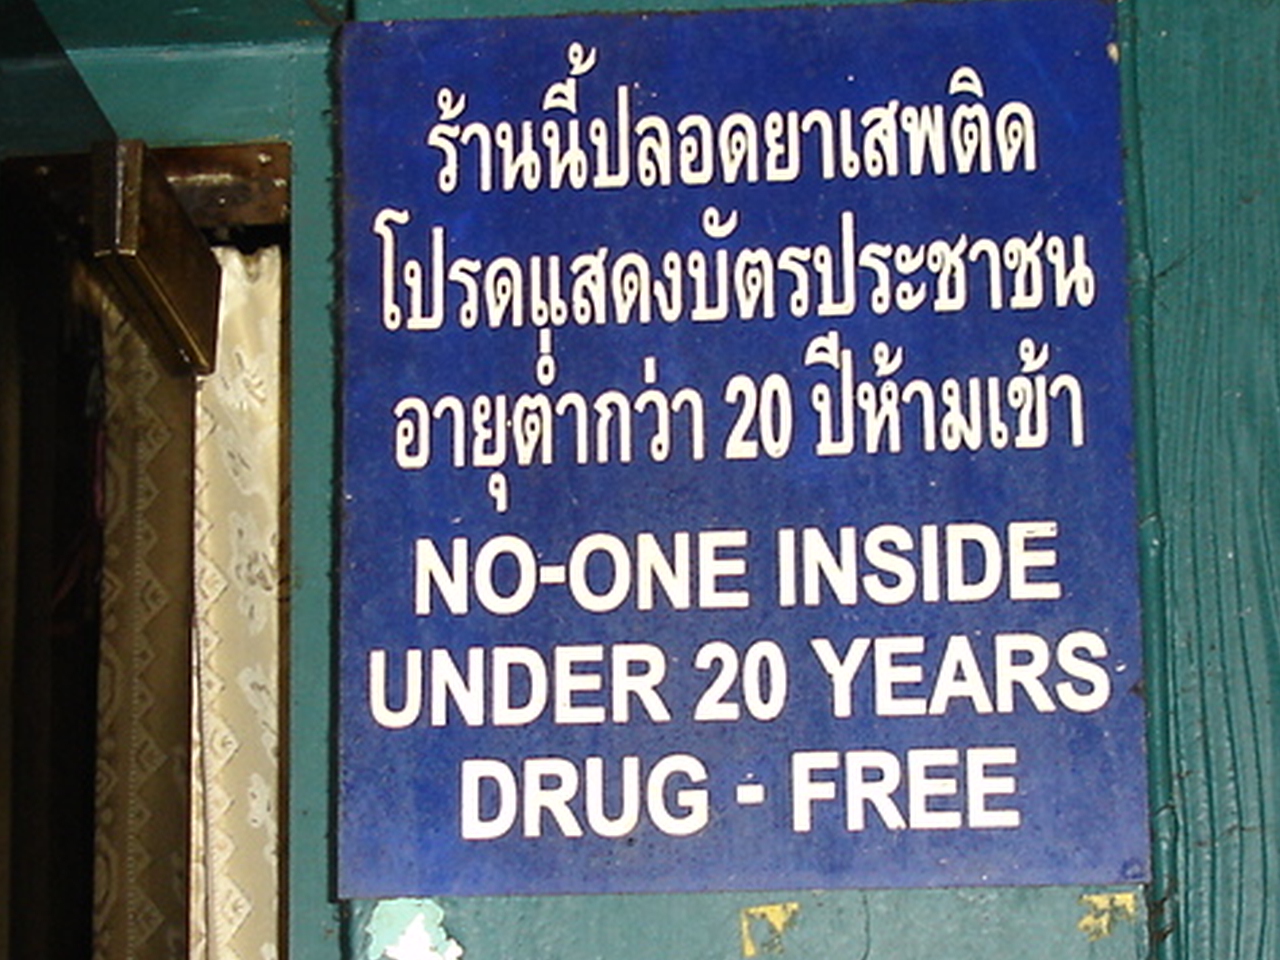 ร้านนี้ปลอดยาเสพติด
โปรดแสดงบัตรประชาชน
อายุต่ำกว่า 20 ปีห้ามเข้า
NO-ONE INSIDE
UNDER 20 YEARS
DRUG - FREE